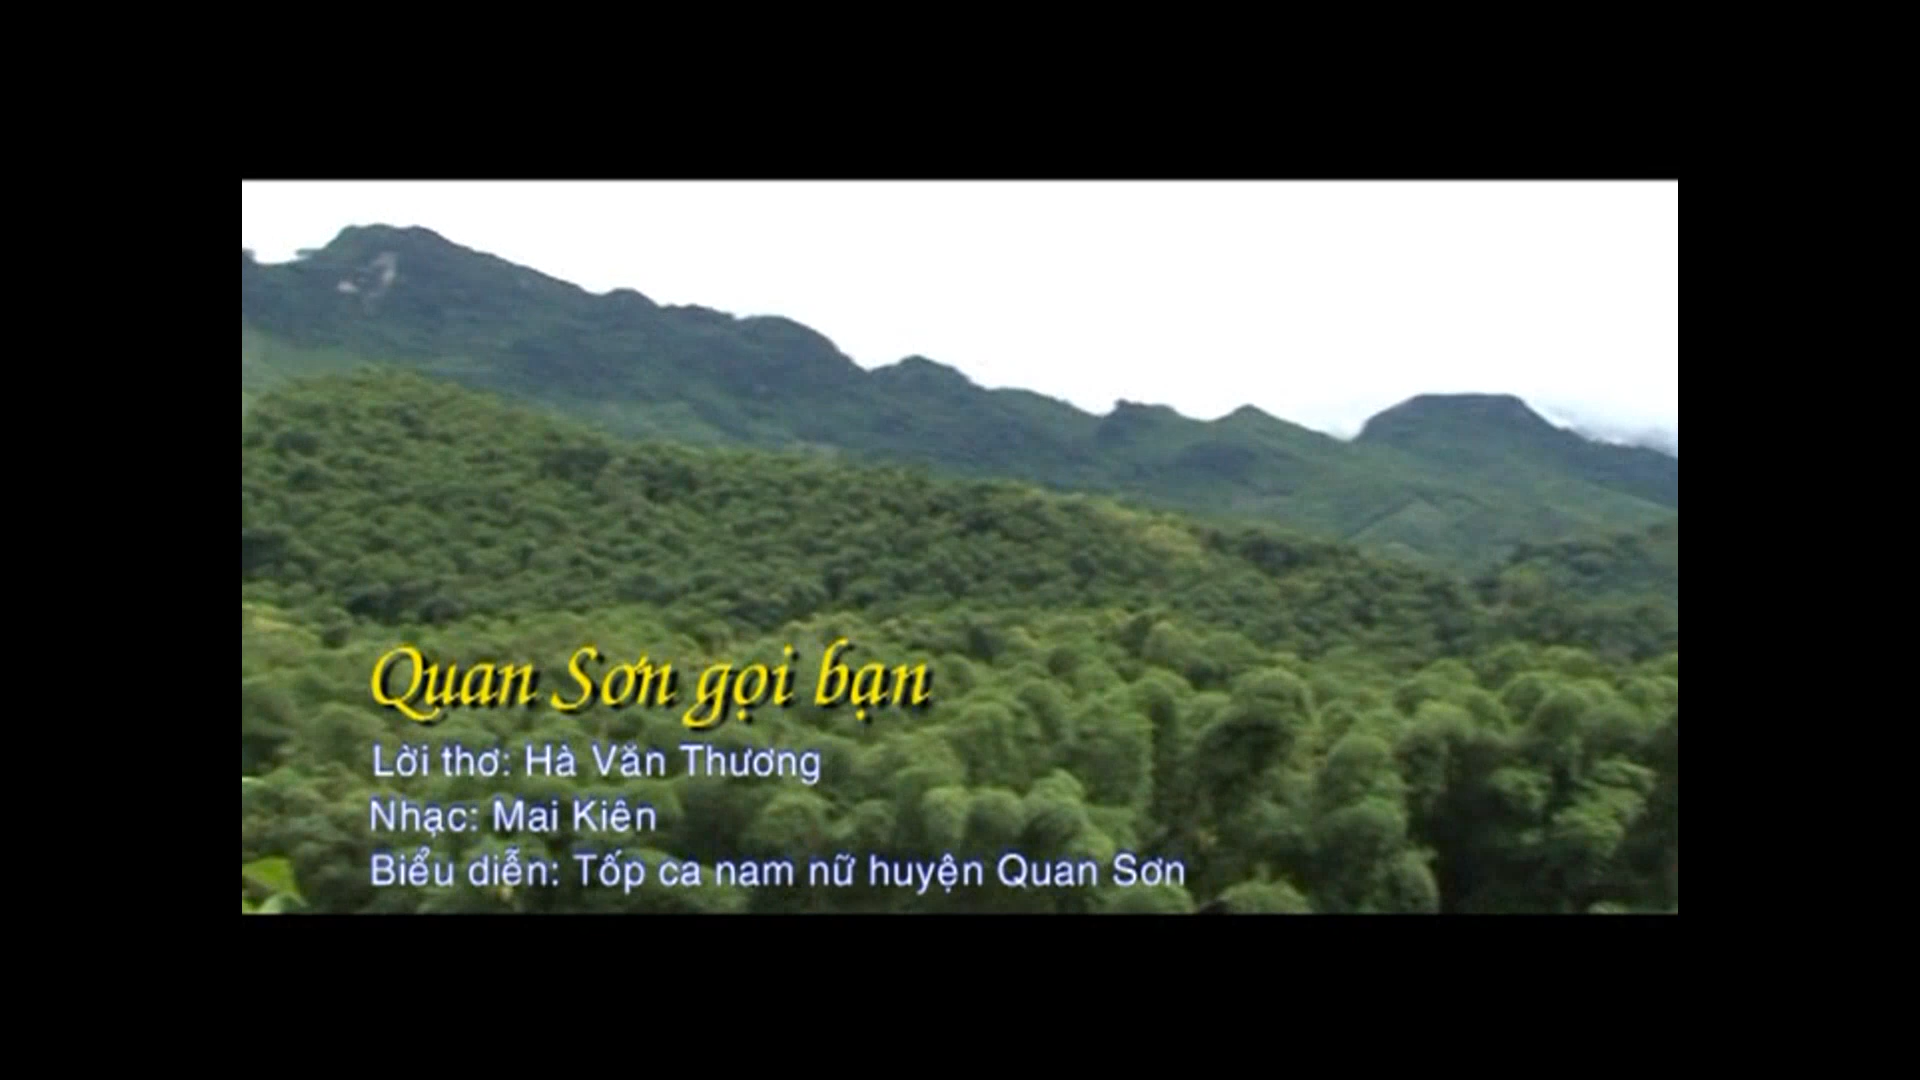 Quan Sơn gọi bạn
Lời thơ: Hà Văn Thương
Nhạc: Mai Kiên
Biểu diễn: Tốp ca nam nữ huyện Quan Sơn